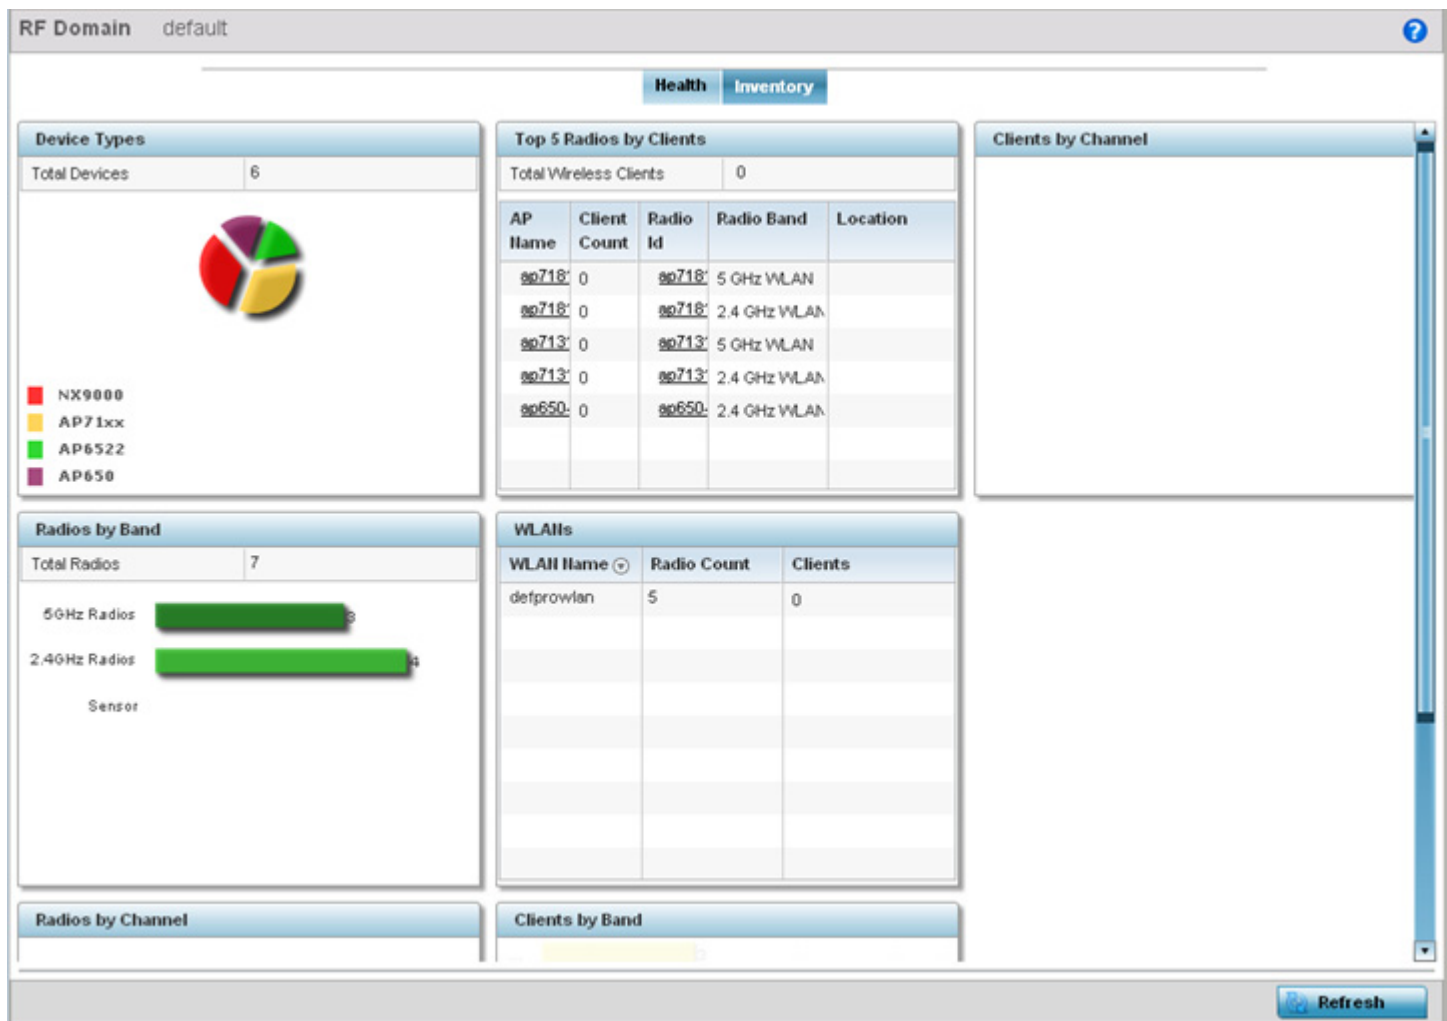 RF Domain default
Health Inventory
Device Types
Total Devices 6
NX9000
AP71xx
AP6522
AP650
Top 5 Radios by Clients
Total Wireless Clients 0
AP Name Client Count Radio Id Radio Band Location
ap718 0 ap718 5 GHz WLAN
ap718 0 ap718 2.4 GHz WLAN
ap713 0 ap713 5 GHz WLAN
ap713 0 ap713 2.4 GHz WLAN
ap650- 0 ap650- 2.4 GHz WLAN
Clients by Channel
Radios by Band
Total Radios 7
5GHz Radios 3
2.4GHz Radios 4
Sensor
WLANs
WLAN Name Radio Count Clients
defprowlan 5 0
Radios by Channel
Clients by Band
Refresh